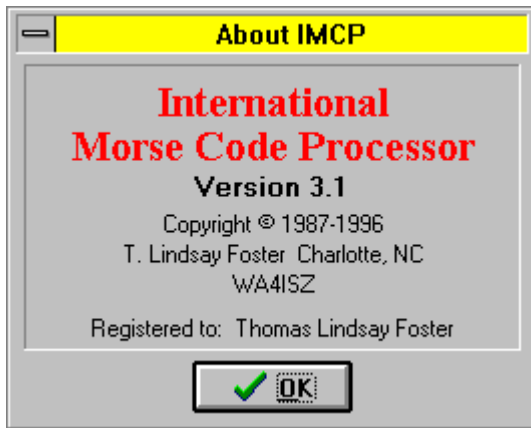 About IMCP
International
Morse Code Processor
Version 3.1
Copyright © 1987-1996
T. Lindsay Foster Charlotte, NC
WA4ISZ
Registered to: Thomas Lindsay Foster
OK